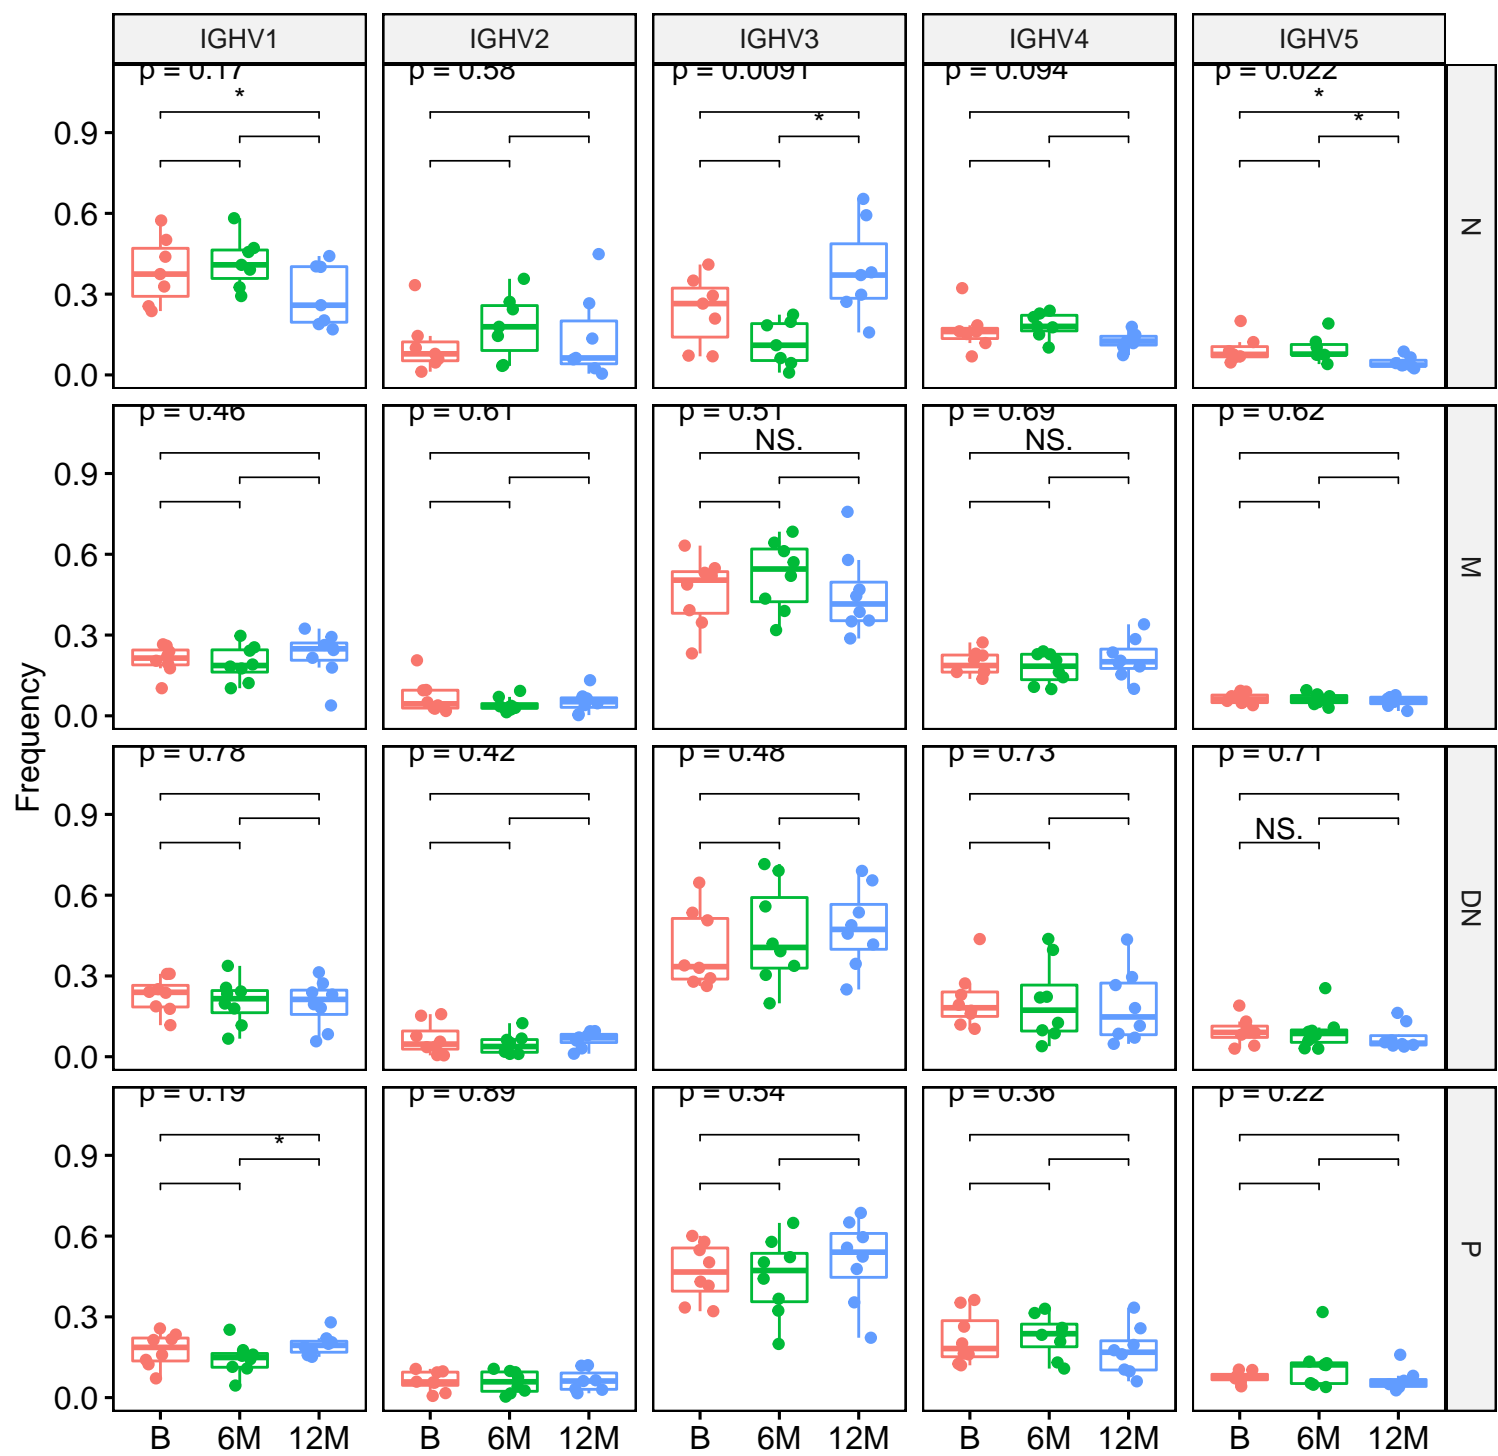 IGHV1 IGHV2 IGHV3 IGHV4 IGHV5
p = 0.17 p = 0.58 p = 0.0091 p = 0.094 p = 0.022
* *
* *
0.9
0.6
0.3
0.0
N
p = 0.46 p = 0.61 p = 0.51 p = 0.69 p = 0.62
NS. NS.
0.9
0.6
0.3
0.0
M
Frequency
p = 0.78 p = 0.42 p = 0.48 p = 0.73 p = 0.71
NS.
0.9
0.6
0.3
0.0
DN
p = 0.19 p = 0.89 p = 0.54 p = 0.36 p = 0.22
*
0.9
0.6
0.3
0.0
P
B 6M 12M B 6M 12M B 6M 12M B 6M 12M B 6M 12M